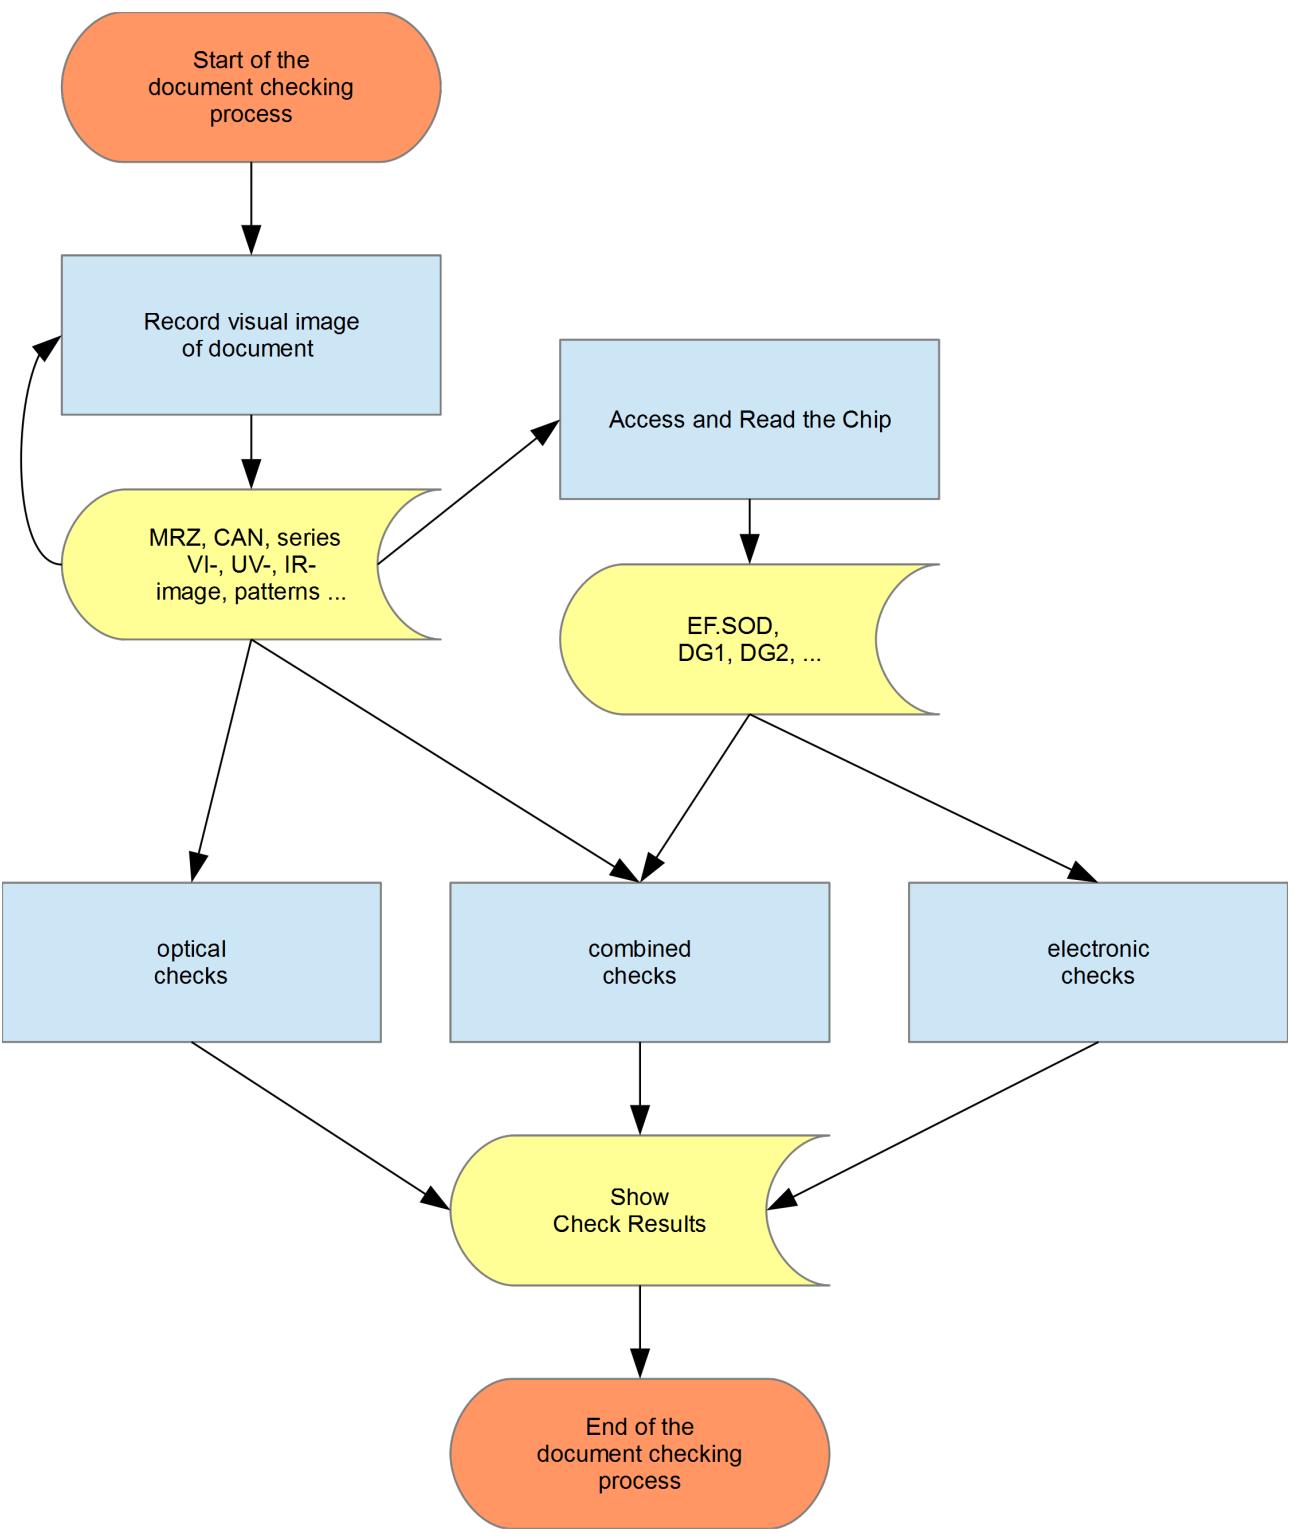 Start of the
document checking
process
Record visual image
of document
Access and Read the Chip
MRZ, CAN, series
VI-, UV-, IR-
image, patterns ...
EF.SOD,
DG1, DG2, ...
optical
checks
combined
checks
electronic
checks
Show
Check Results
End of the
document checking
process